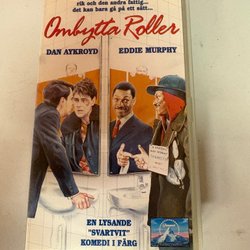 rik och den andra fattig...
det kan bara gå på ett sätt...
Ombytta Roller
DAN AYKROYD
EDDIE MURPHY
EN LYSANDE
"SVARTVIT"
KOMEDI I FÄRG